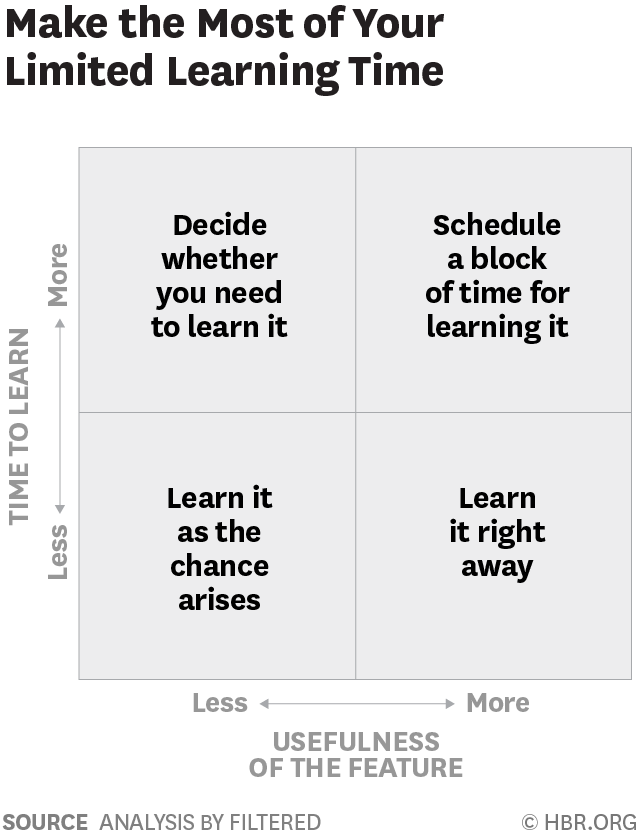 Make the Most of Your
Limited Learning Time
Decide
whether
you need
to learn it
Schedule
a block
of time for
learning it
Learn it
as the
chance
arises
Learn
it right
away
More
TIME TO LEARN
Less
Less
More
USEFULNESS
OF THE FEATURE
SOURCE ANALYSIS BY FILTERED
© HBR.ORG